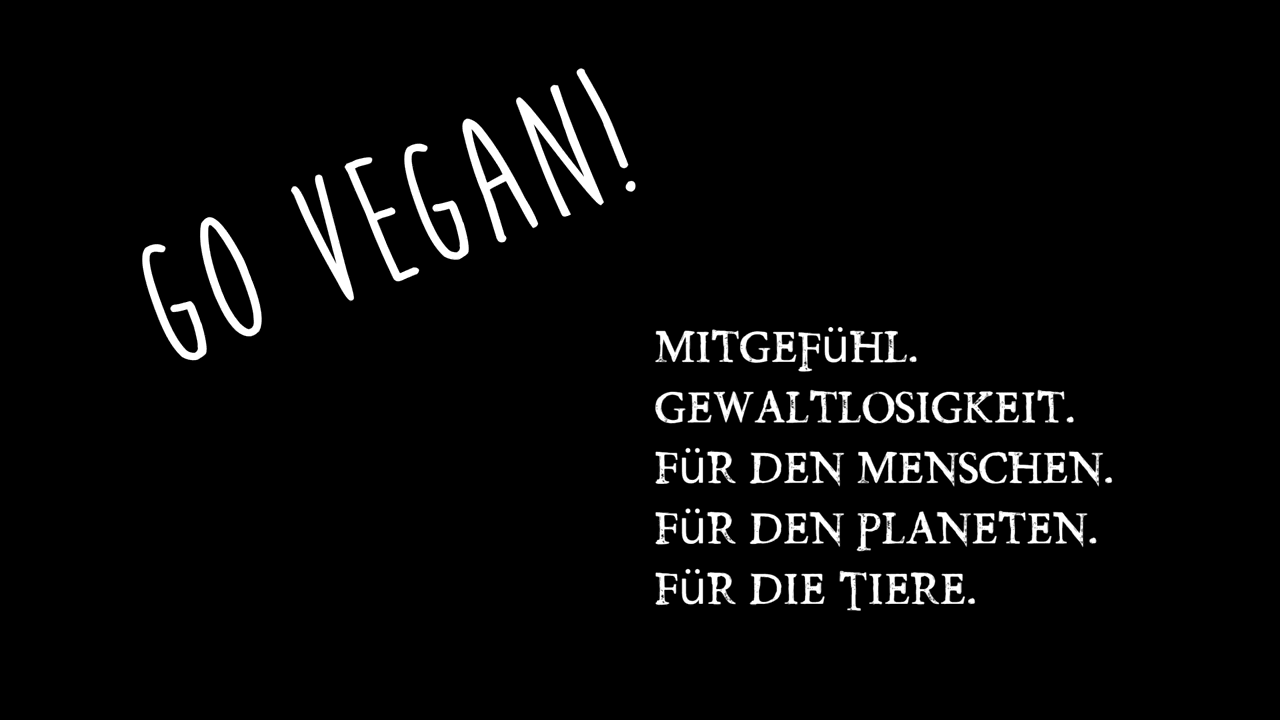 GO VEGAN!
MITGEFÜHL.
GEWALTLOSIGKEIT.
FÜR DEN MENSCHEN.
FÜR DEN PLANETEN.
FÜR DIE TIERE.